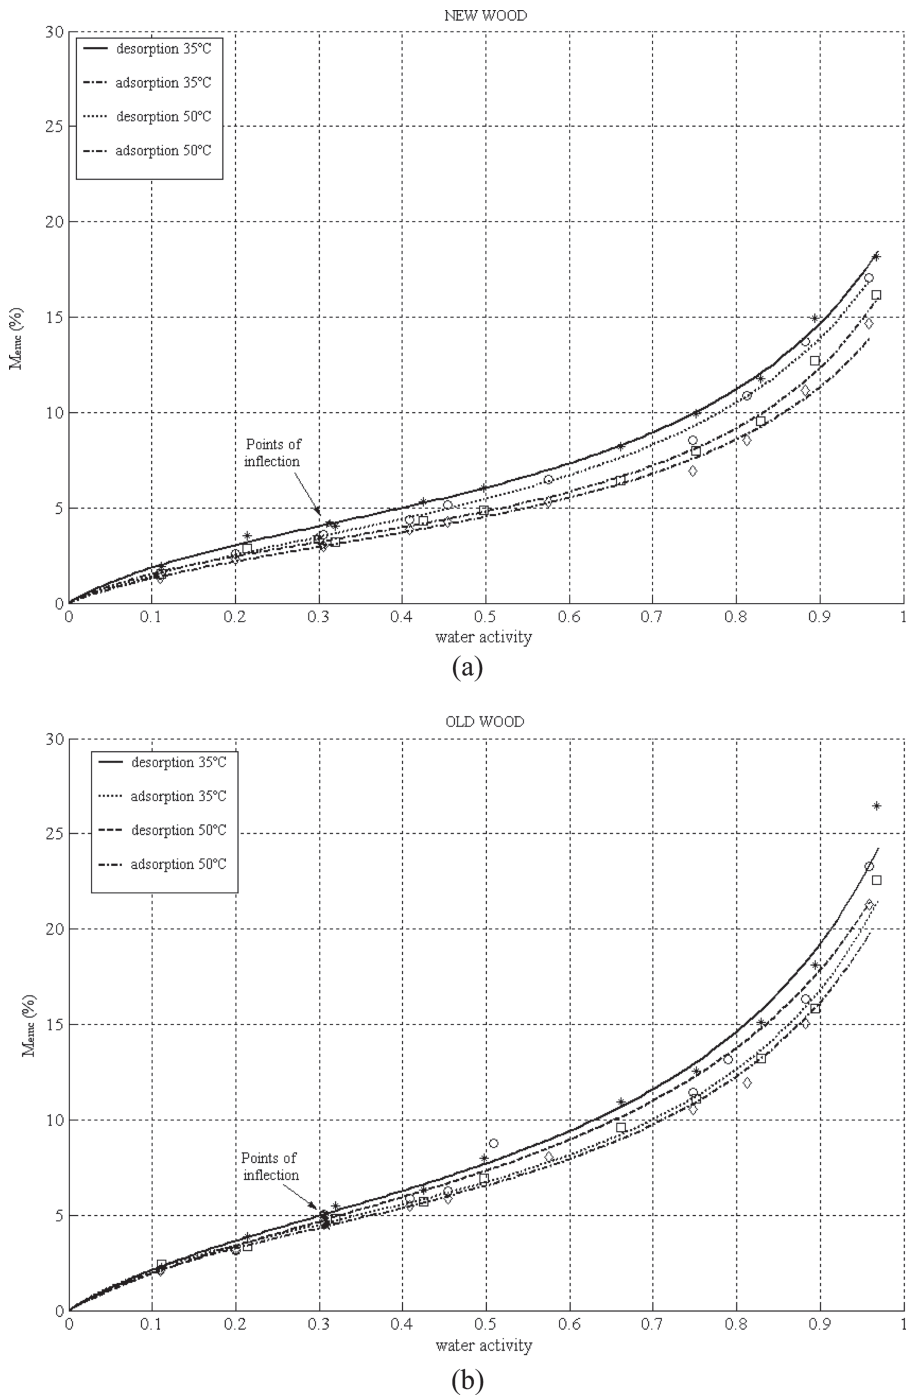 NEW WOOD
30
25
20
15
10
5
0
desorption 35°C
adsorption 35°C
desorption 50°C
adsorption 50°C
Memc (%)
Points of
inflection
0 0.1 0.2 0.3 0.4 0.5 0.6 0.7 0.8 0.9 1
water activity
(a)
OLD WOOD
30
25
20
15
10
5
0
desorption 35°C
adsorption 35°C
desorption 50°C
adsorption 50°C
Memc (%)
Points of
inflection
0 0.1 0.2 0.3 0.4 0.5 0.6 0.7 0.8 0.9 1
water activity
(b)